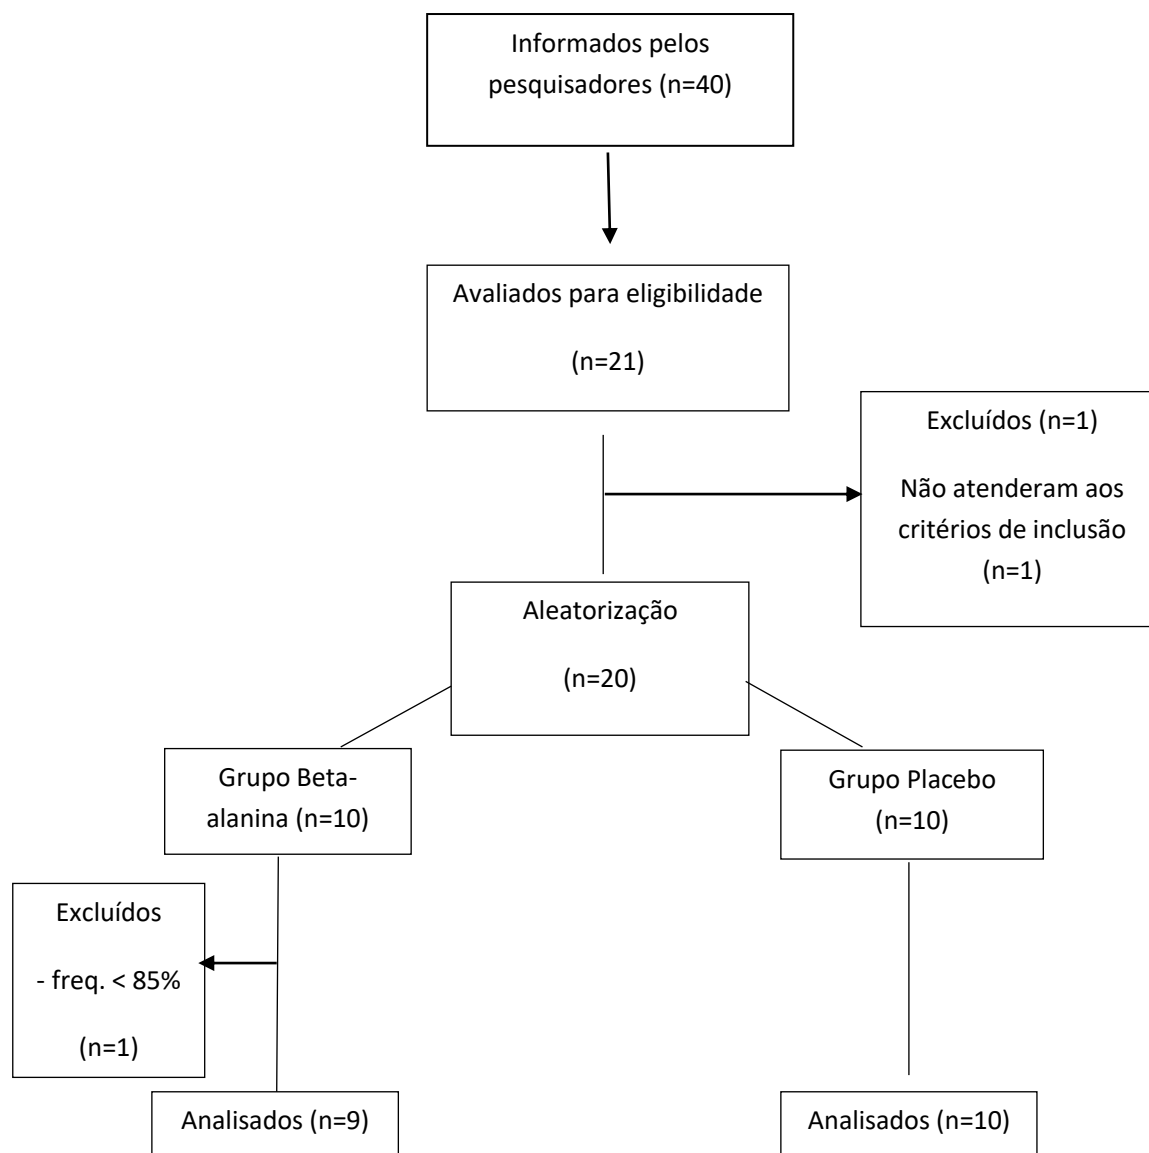 Informados pelos
pesquisadores (n=40)
Avaliados para eligibilidade
(n=21)
Excluídos (n=1)
Não atenderam aos
critérios de inclusão
(n=1)
Aleatorização
(n=20)
Grupo Beta-
alanina (n=10)
Grupo Placebo
(n=10)
Excluídos
- freq. < 85%
(n=1)
Analisados (n=9)
Analisados (n=10)